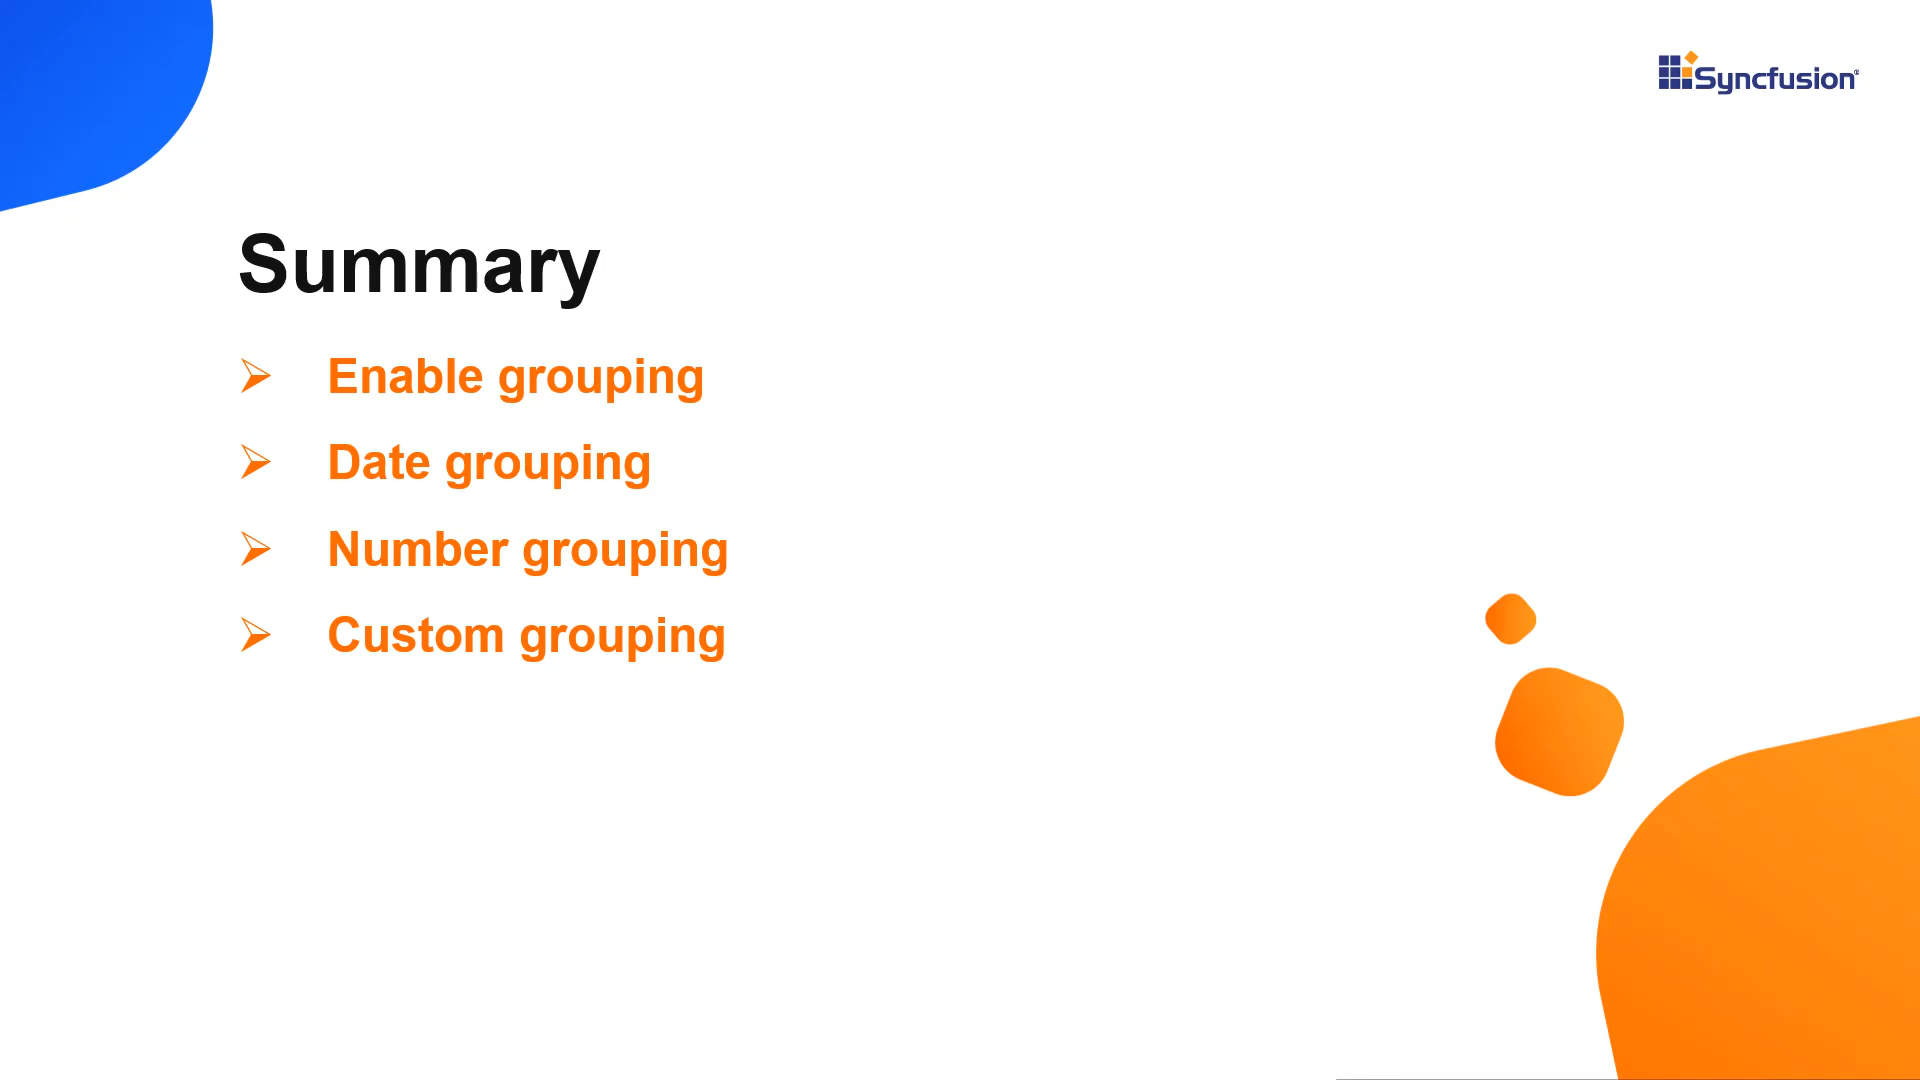 Syncfusion®
Summary
➢ Enable grouping
➢ Date grouping
➢ Number grouping
➢ Custom grouping